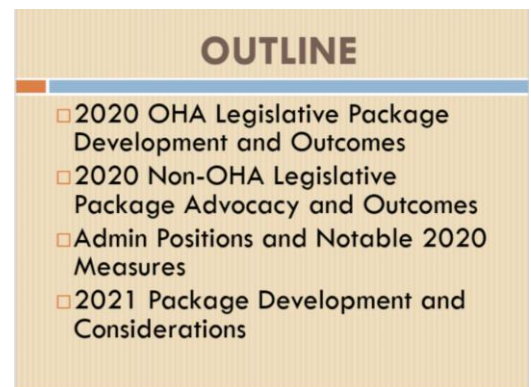 OUTLINE
2020 OHA Legislative Package
Development and Outcomes
2020 Non-OHA Legislative
Package Advocacy and Outcomes
Admin Positions and Notable 2020
Measures
2021 Package Development and
Considerations